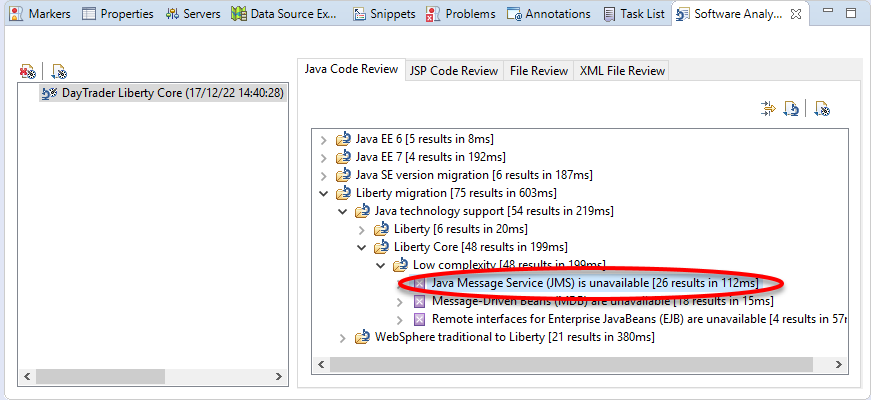 Markers Properties Servers Data Source Ex... Snippets Problems Annotations Task List Software Analy...
Java Code Review JSP Code Review File Review XML File Review
DayTrader Liberty Core (17/12/22 14:40:28)
Java EE 6 [5 results in 8ms]
Java EE 7 [4 results in 192ms]
Java SE version migration [6 results in 187ms]
Liberty migration [75 results in 603ms]
Java technology support [54 results in 219ms]
Liberty [6 results in 20ms]
Liberty Core [48 results in 199ms]
Low complexity [48 results in 199ms]
Java Message Service (JMS) is unavailable [26 results in 112ms]
Message-Driven Beans (MDB) are unavailable [18 results in 15ms]
Remote interfaces for Enterprise JavaBeans (EJB) are unavailable [4 results in 57m
WebSphere traditional to Liberty [21 results in 380ms]